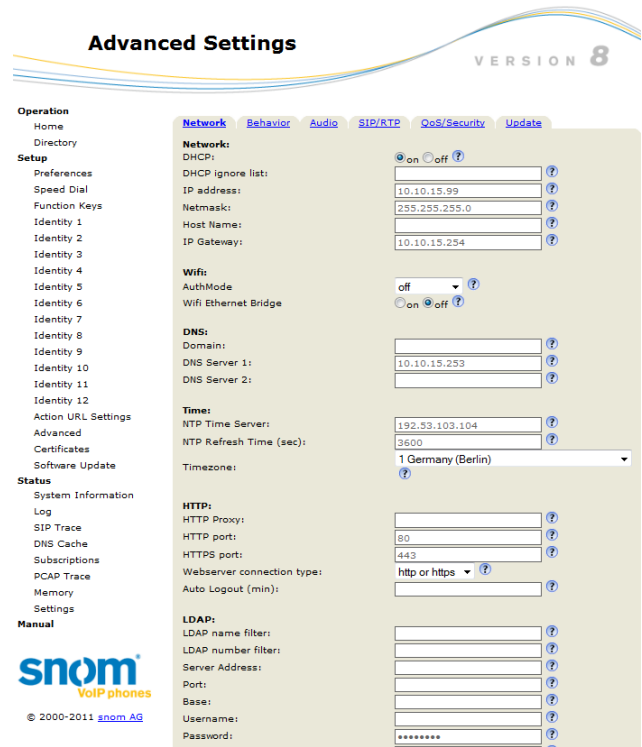 Advanced Settings
VERSION 8
Operation
Home
Directory
Setup
Preferences
Speed Dial
Function Keys
Identity 1
Identity 2
Identity 3
Identity 4
Identity 5
Identity 6
Identity 7
Identity 8
Identity 9
Identity 10
Identity 11
Identity 12
Action URL Settings
Advanced
Certificates
Software Update
Status
System Information
Log
SIP Trace
DNS Cache
Subscriptions
PCAP Trace
Memory
Settings
Manual
snom
VoIP phones
© 2000-2011 snom AG
Network Behavior Audio SIP/RTP QoS/Security Update
Network:
DHCP: on off ?
DHCP ignore list: ?
IP address: 10.10.15.99 ?
Netmask: 255.255.255.0 ?
Host Name: ?
IP Gateway: 10.10.15.254 ?
Wifi:
AuthMode off ?
Wifi Ethernet Bridge on off ?
DNS:
Domain: ?
DNS Server 1: 10.10.15.253 ?
DNS Server 2: ?
Time:
NTP Time Server: 192.53.103.104 ?
NTP Refresh Time (sec): 3600 ?
Timezone: 1 Germany (Berlin)
?
HTTP:
HTTP Proxy: ?
HTTP port: 80 ?
HTTPS port: 443 ?
Webserver connection type: http or https ?
Auto Logout (min): ?
LDAP:
LDAP name filter: ?
LDAP number filter: ?
Server Address: ?
Port: ?
Base: ?
Username: ?
Password: •••••••• ?